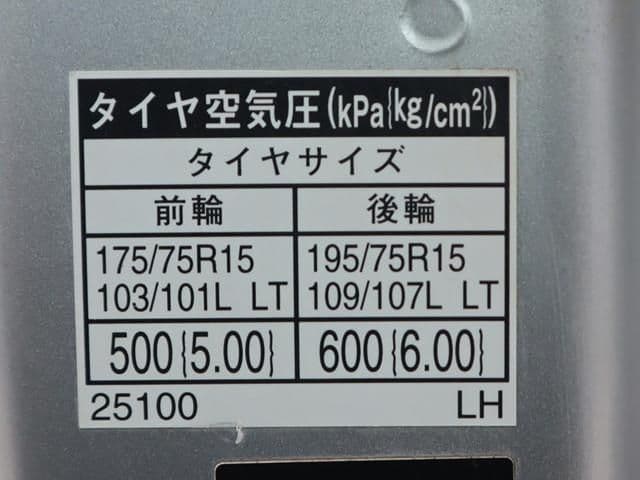 タイヤ空気圧(kPa{kg/cm²})
タイヤサイズ
前輪 後輪
175/75R15 195/75R15
103/101L LT 109/107L LT
500{5.00} 600{6.00}
25100 LH